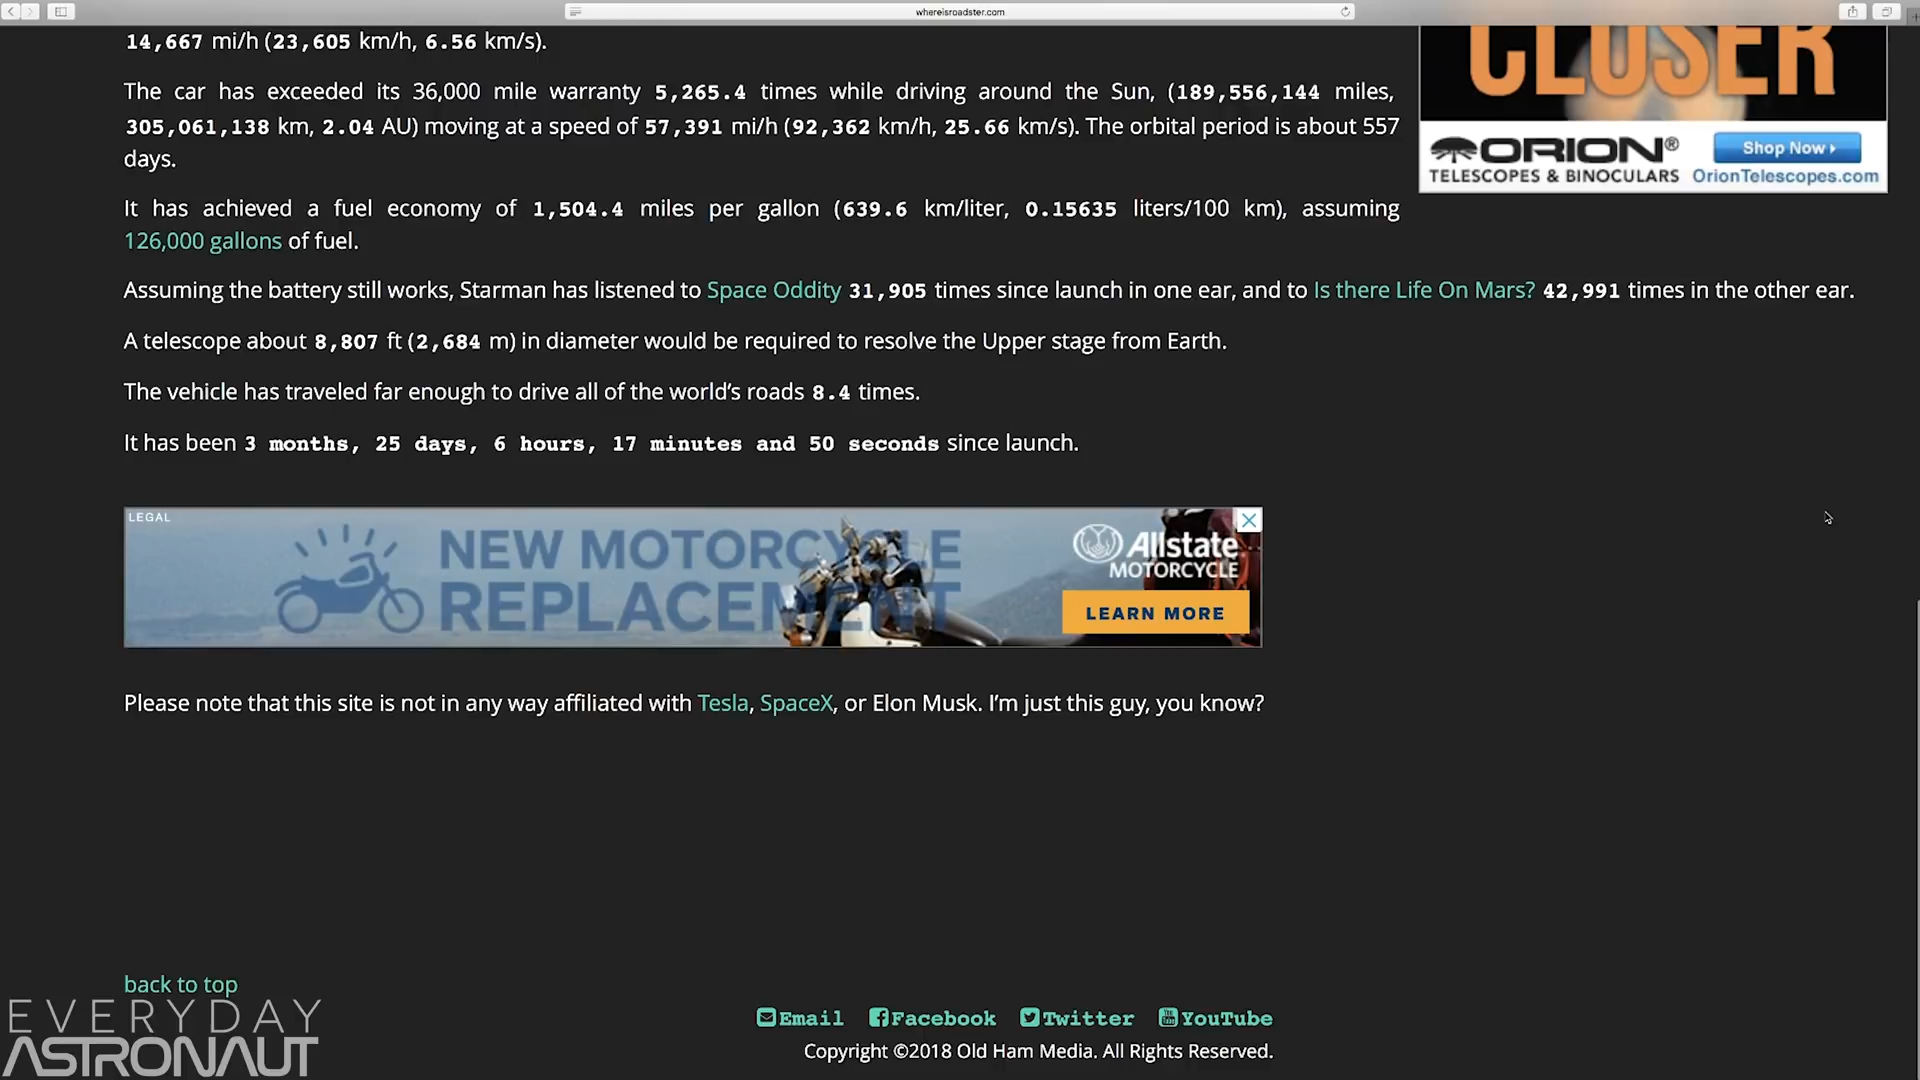 whereisroadster.com
14,667 mi/h (23,605 km/h, 6.56 km/s).
The car has exceeded its 36,000 mile warranty 5,265.4 times while driving around the Sun, (189,556,144 miles,
305,061,138 km, 2.04 AU) moving at a speed of 57,391 mi/h (92,362 km/h, 25.66 km/s). The orbital period is about 557
days.
It has achieved a fuel economy of 1,504.4 miles per gallon (639.6 km/liter, 0.15635 liters/100 km), assuming
126,000 gallons of fuel.
CLOSER
ORION®
TELESCOPES & BINOCULARS
Shop Now
OrionTelescopes.com
Assuming the battery still works, Starman has listened to Space Oddity 31,905 times since launch in one ear, and to Is there Life On Mars? 42,991 times in the other ear.
A telescope about 8,807 ft (2,684 m) in diameter would be required to resolve the Upper stage from Earth.
The vehicle has traveled far enough to drive all of the world's roads 8.4 times.
It has been 3 months, 25 days, 6 hours, 17 minutes and 50 seconds since launch.
LEGAL
NEW MOTORCYCLE
REPLACEMENT
Allstate
MOTORCYCLE
LEARN MORE
Please note that this site is not in any way affiliated with Tesla, SpaceX, or Elon Musk. I'm just this guy, you know?
back to top
EVERYDAY
ASTRONAUT
Email Facebook Twitter YouTube
Copyright ©2018 Old Ham Media. All Rights Reserved.